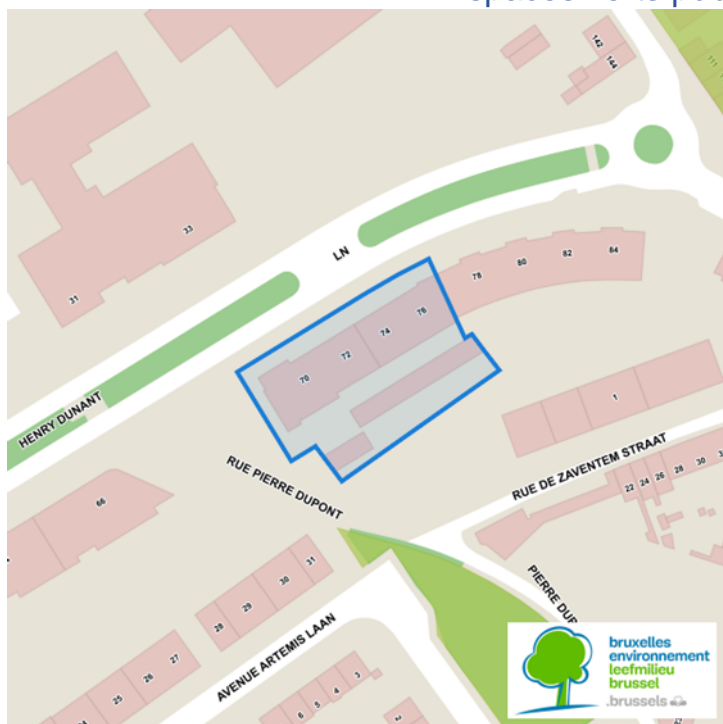 142
144
111
33
31
LN
84
82
80
78
76
74
72
70
HENRY DUNANT
1
RUE DE ZAVENTEM STRAAT
22 24 26 28 30
RUE PIERRE DUPONT
66
31
30
29
28
27
26
25
AVENUE ARTEMIS LAAN
3
4
5
6
2
bruxelles
environnement
leefmilieu
brussel
.brussels